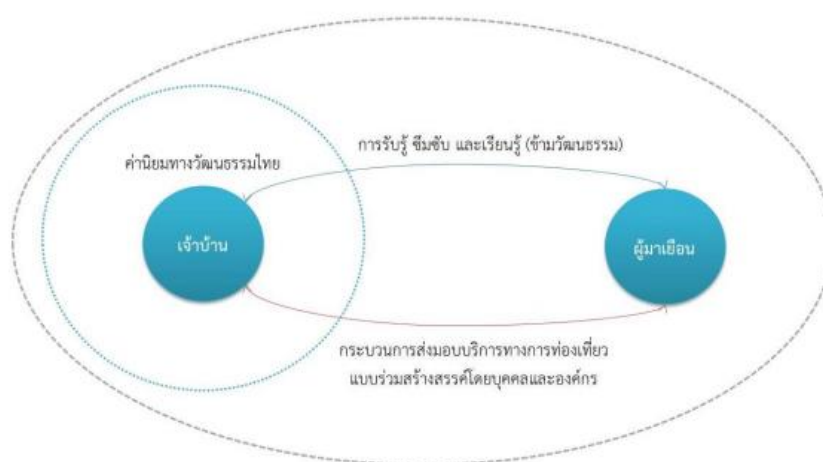 การรับรู้ ซึมซับ และเรียนรู้ (ข้ามวัฒนธรรม)
ค่านิยมทางวัฒนธรรมไทย
เจ้าบ้าน
ผู้มาเยือน
กระบวนการส่งมอบบริการทางการท่องเที่ยว
แบบร่วมสร้างสรรค์โดยบุคคลและองค์กร